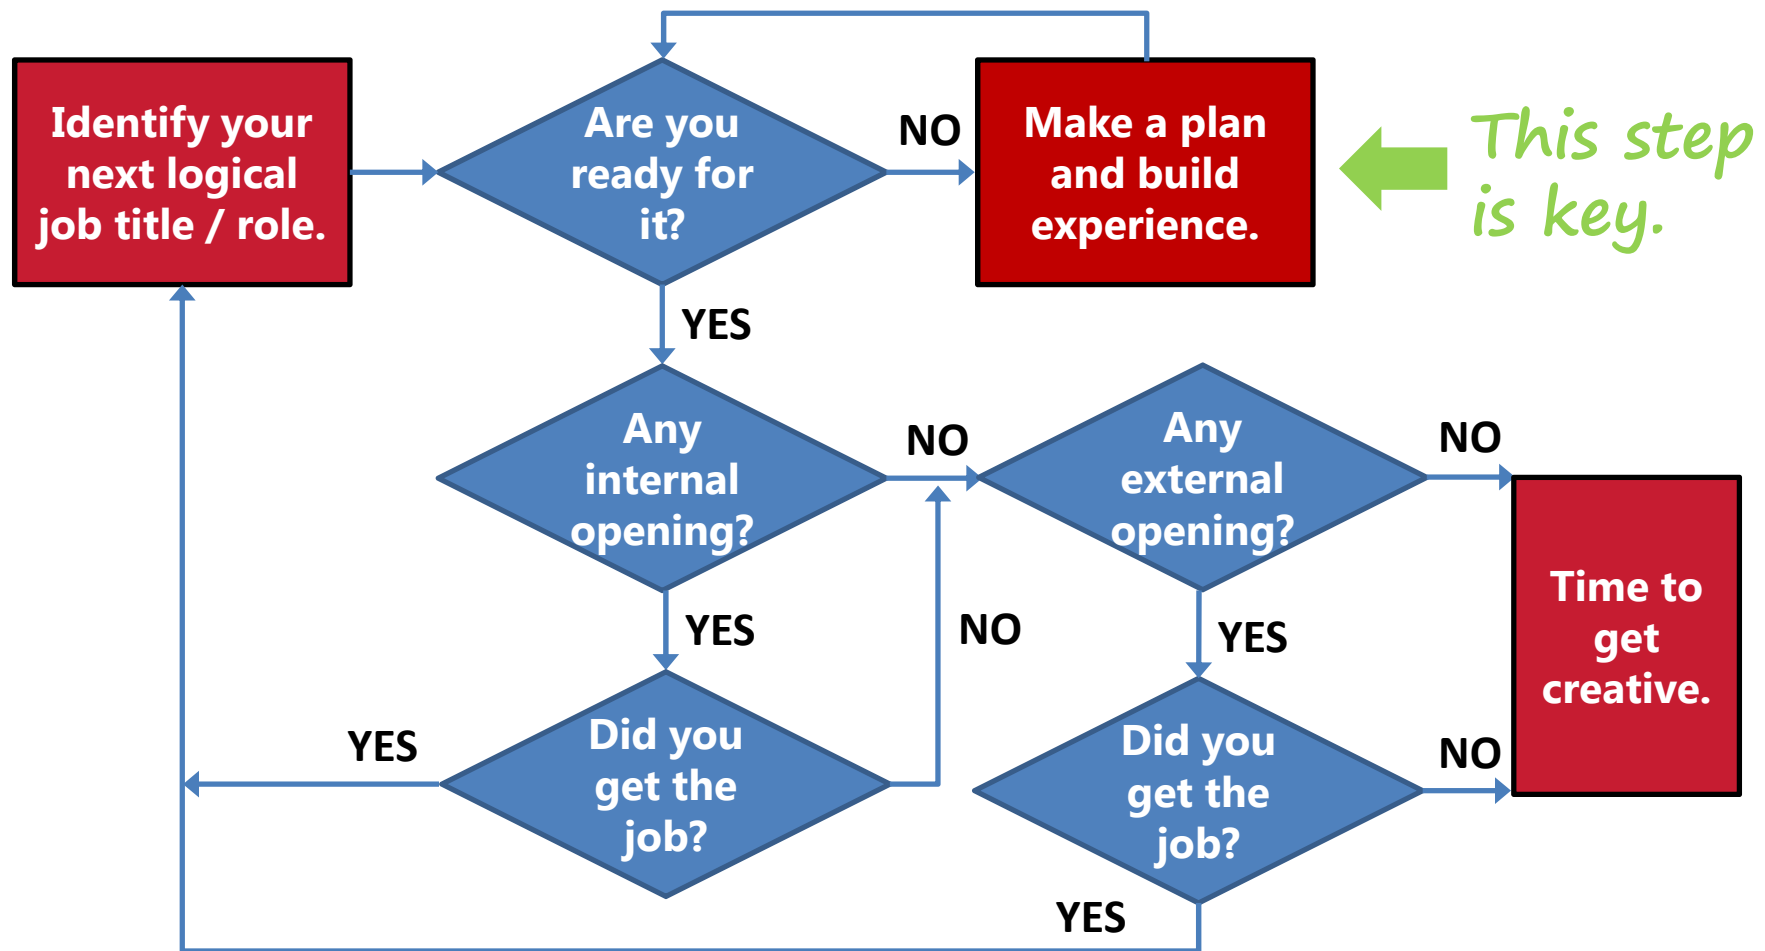 Identify your
next logical
job title / role.
Are you
ready for
it?
NO
Make a plan
and build
experience.
This step
is key.
YES
Any
internal
opening?
NO
Any
external
opening?
NO
YES
NO
YES
Time to
get
creative.
YES
Did you
get the
job?
Did you
get the
job?
NO
YES